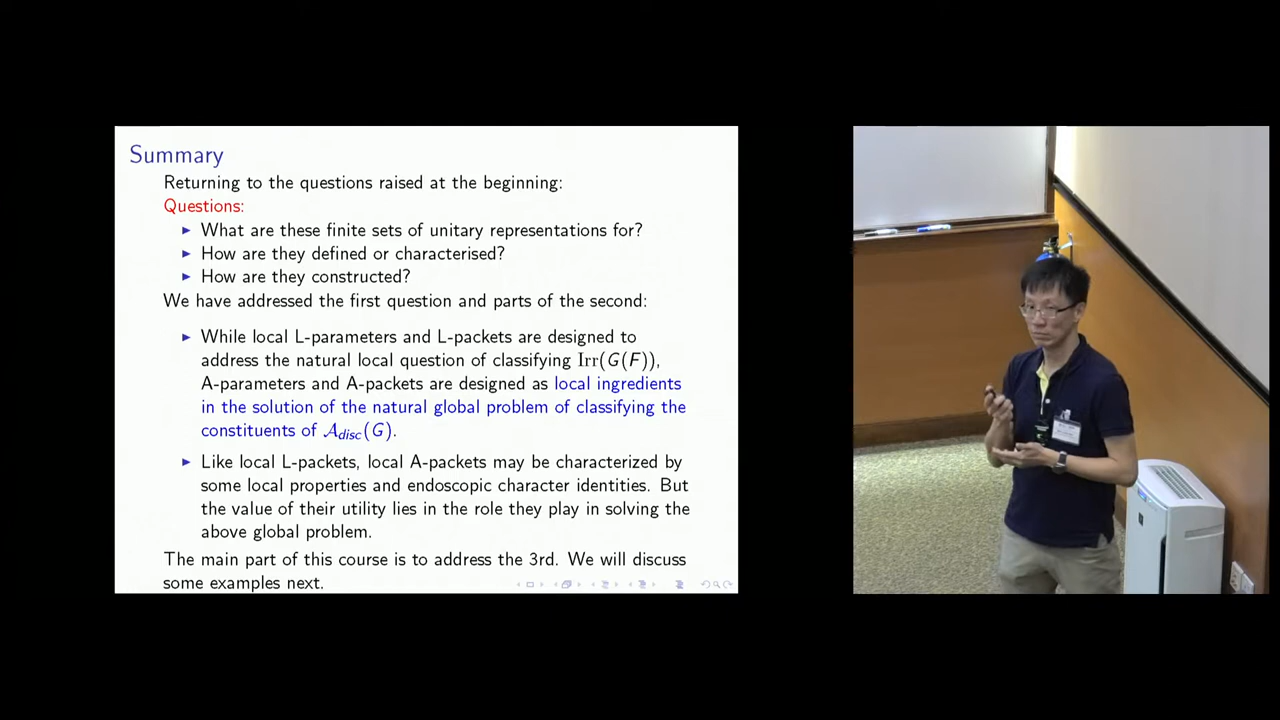 Summary
Returning to the questions raised at the beginning:
Questions:
▶ What are these finite sets of unitary representations for?
▶ How are they defined or characterised?
▶ How are they constructed?
We have addressed the first question and parts of the second:
▶ While local L-parameters and L-packets are designed to
address the natural local question of classifying Irr(G(F)),
A-parameters and A-packets are designed as local ingredients
in the solution of the natural global problem of classifying the
constituents of 𝒜disc(G).
▶ Like local L-packets, local A-packets may be characterized by
some local properties and endoscopic character identities. But
the value of their utility lies in the role they play in solving the
above global problem.
The main part of this course is to address the 3rd. We will discuss
some examples next.